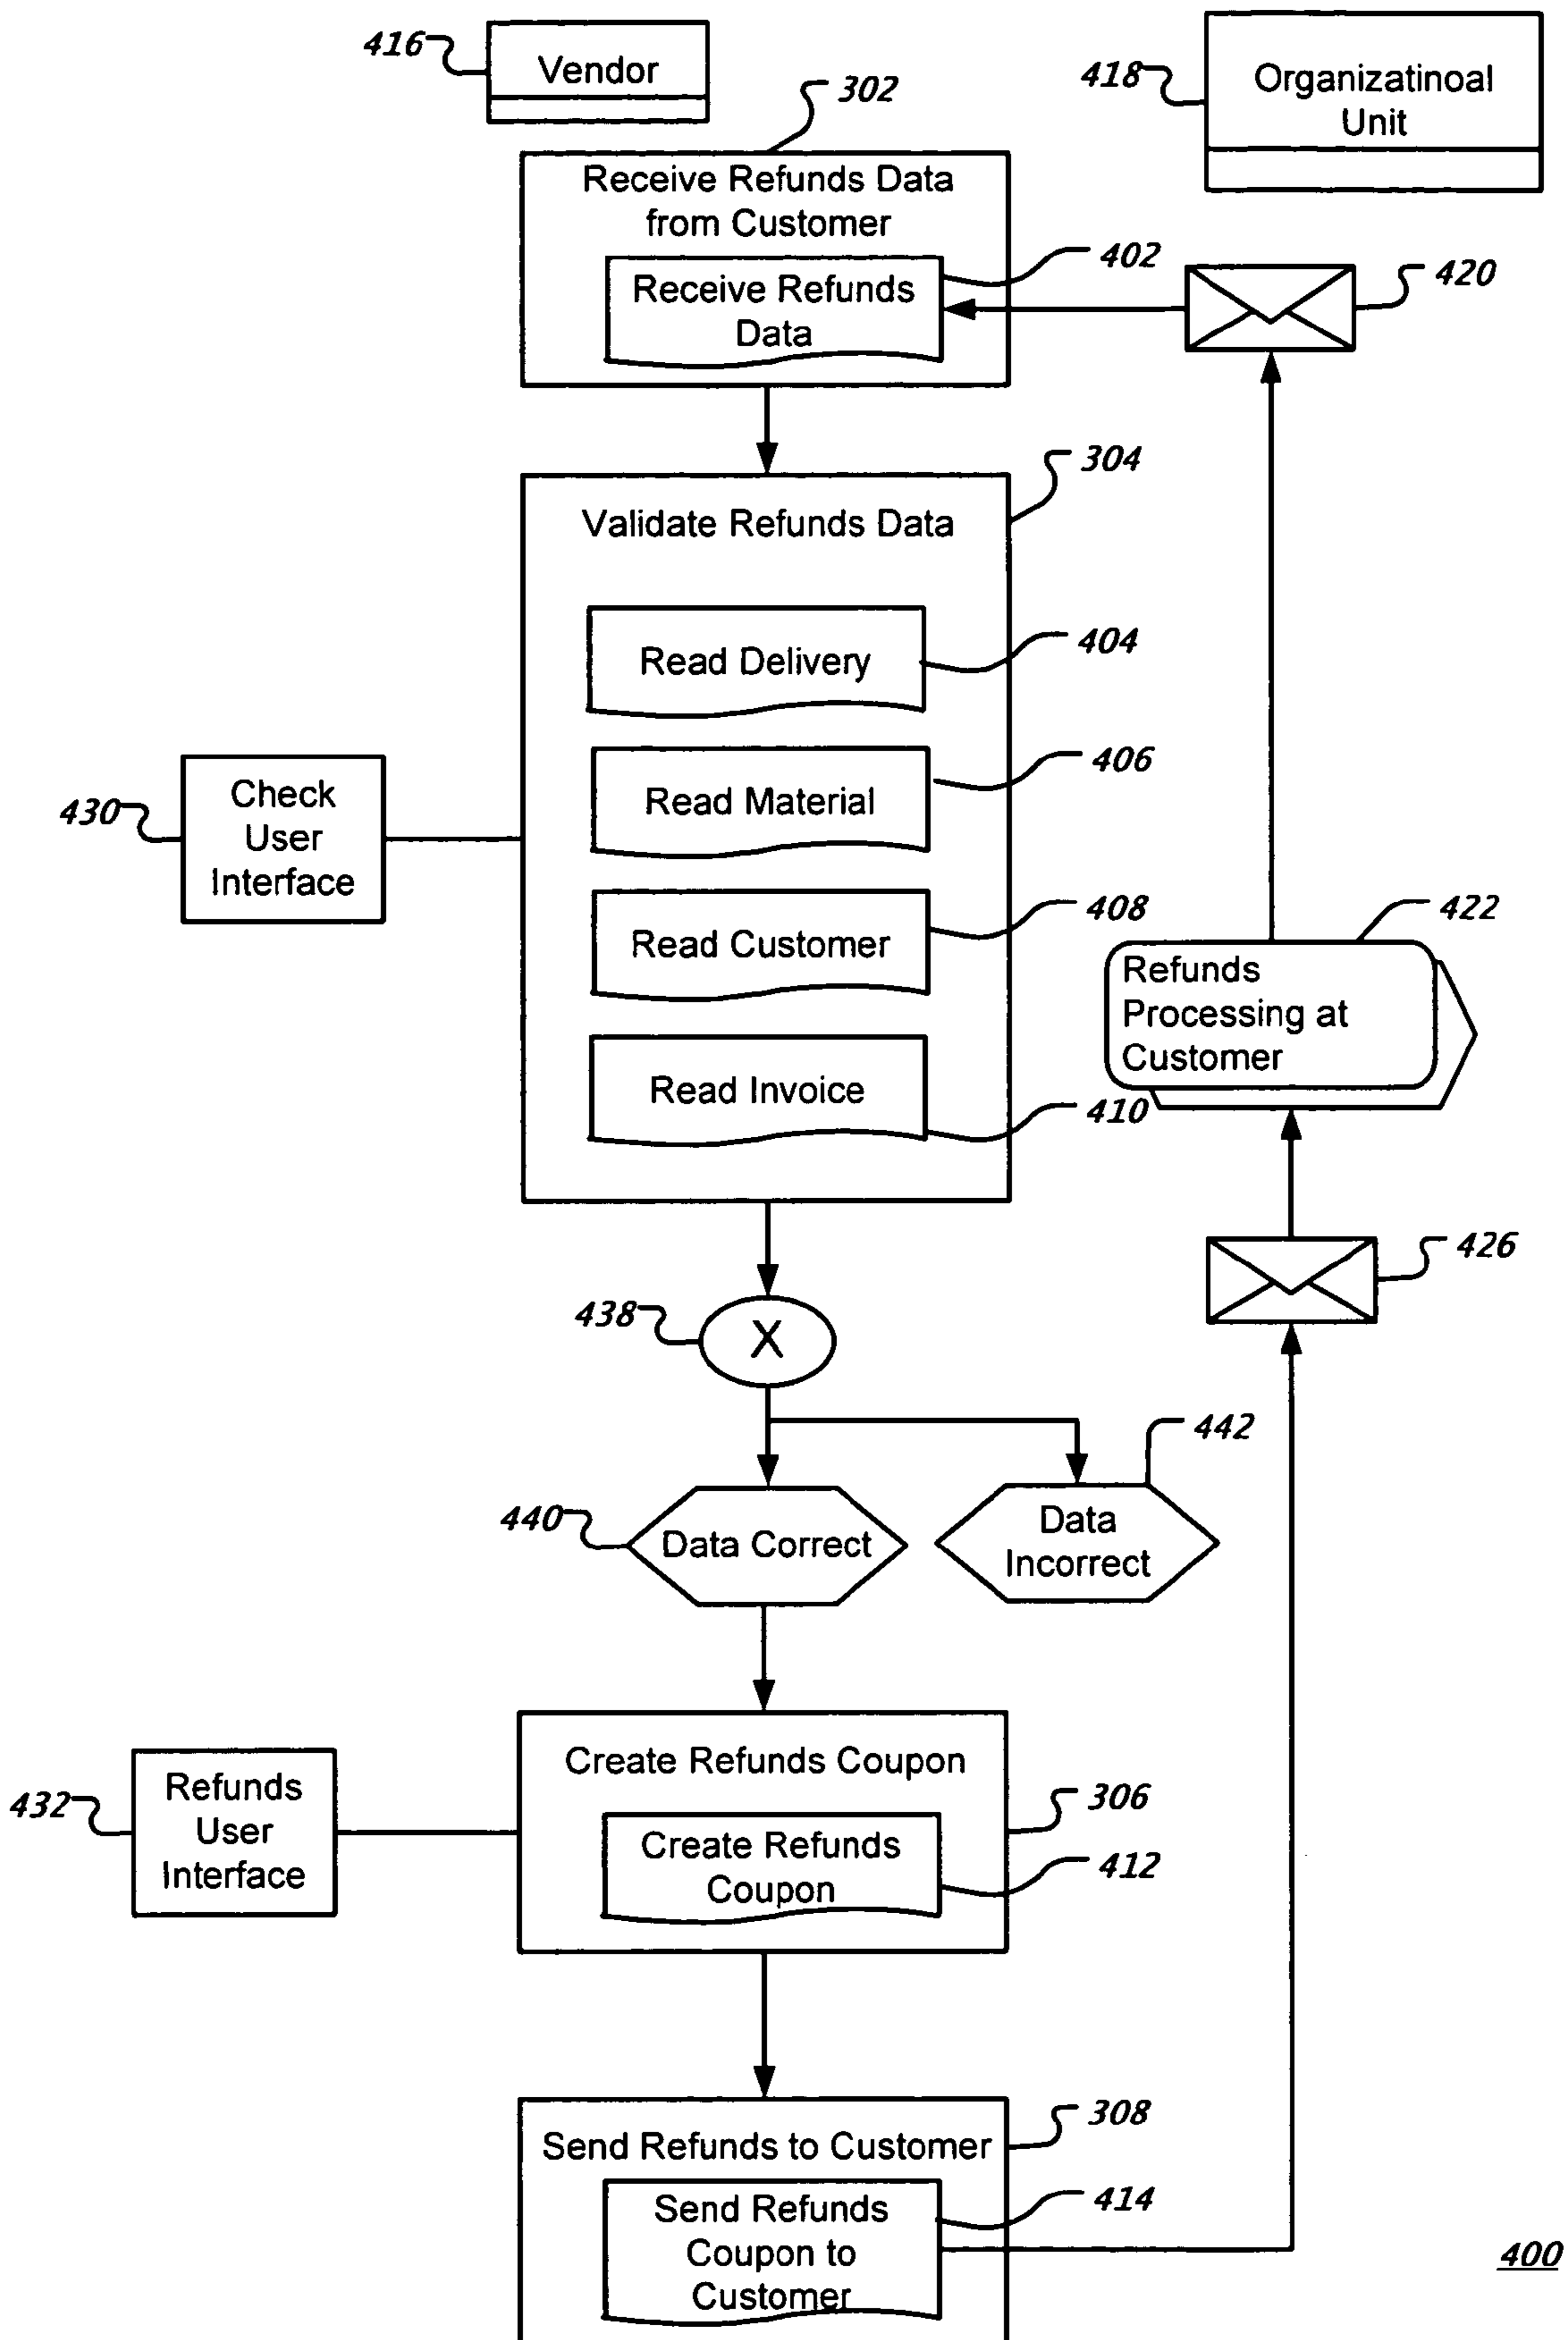 416
Vendor
418
Organizatinoal
Unit
302
Receive Refunds Data
from Customer
402
Receive Refunds
Data
420
304
Validate Refunds Data
Read Delivery
404
Read Material
406
430
Check
User
Interface
Read Customer
408
422
Refunds
Processing at
Customer
Read Invoice
410
426
438
X
442
440
Data Correct
Data
Incorrect
Create Refunds Coupon
306
432
Refunds
User
Interface
Create Refunds
Coupon
412
308
Send Refunds to Customer
Send Refunds
Coupon to
Customer
414
400